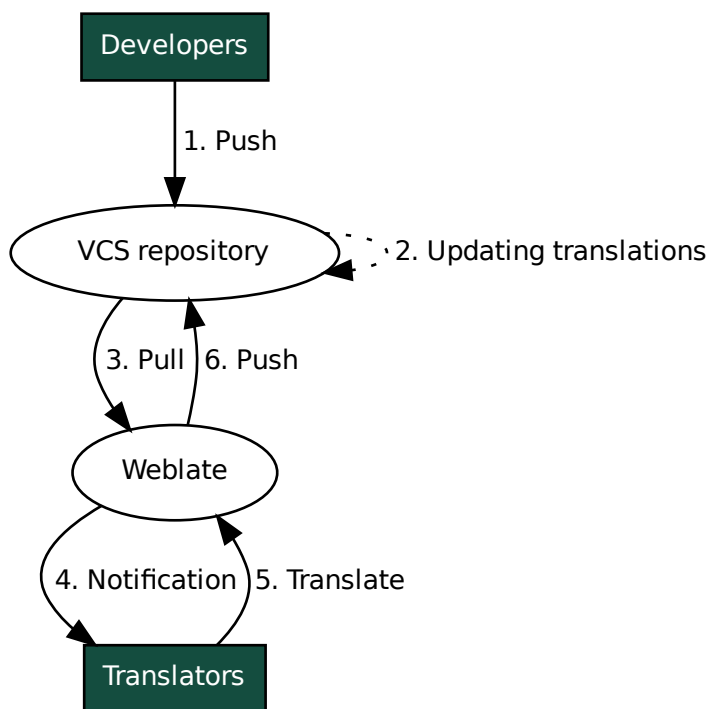 Developers
1. Push
VCS repository
2. Updating translations
3. Pull
6. Push
Weblate
4. Notification
5. Translate
Translators